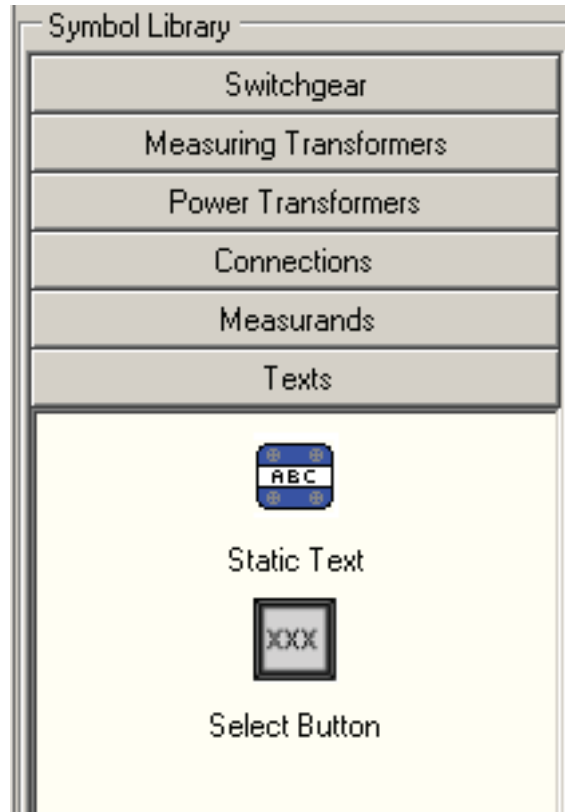 Symbol Library
Switchgear
Measuring Transformers
Power Transformers
Connections
Measurands
Texts
ABC
Static Text
XXX
Select Button